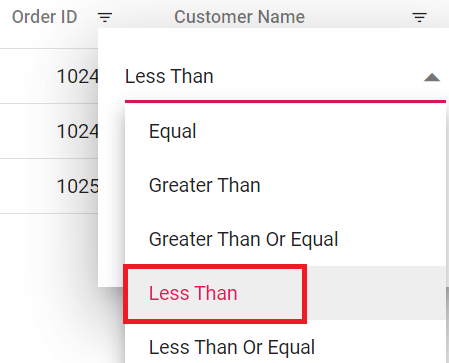 Order ID Customer Name
1024
Less Than
Equal
1024
Greater Than
1025
Greater Than Or Equal
Less Than
Less Than Or Equal